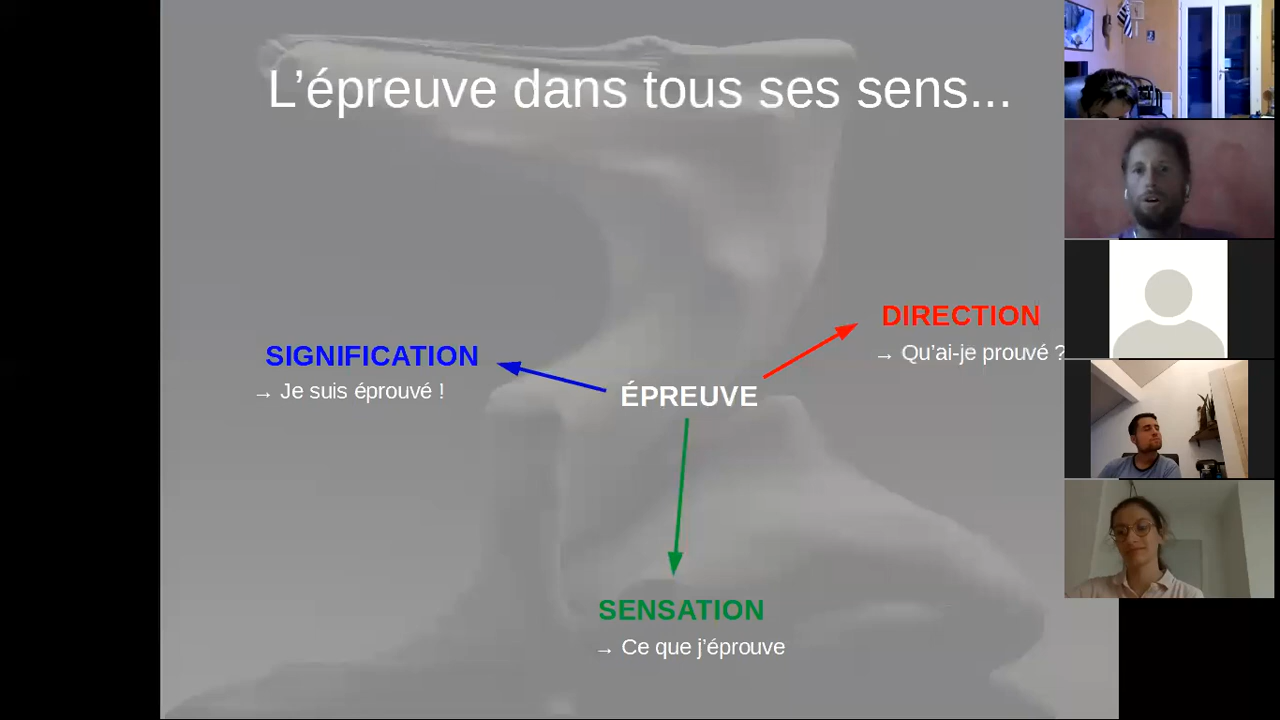 L'épreuve dans tous ses sens...
DIRECTION
→ Qu'ai-je prouvé ?
SIGNIFICATION
→ Je suis éprouvé !
ÉPREUVE
SENSATION
→ Ce que j'éprouve